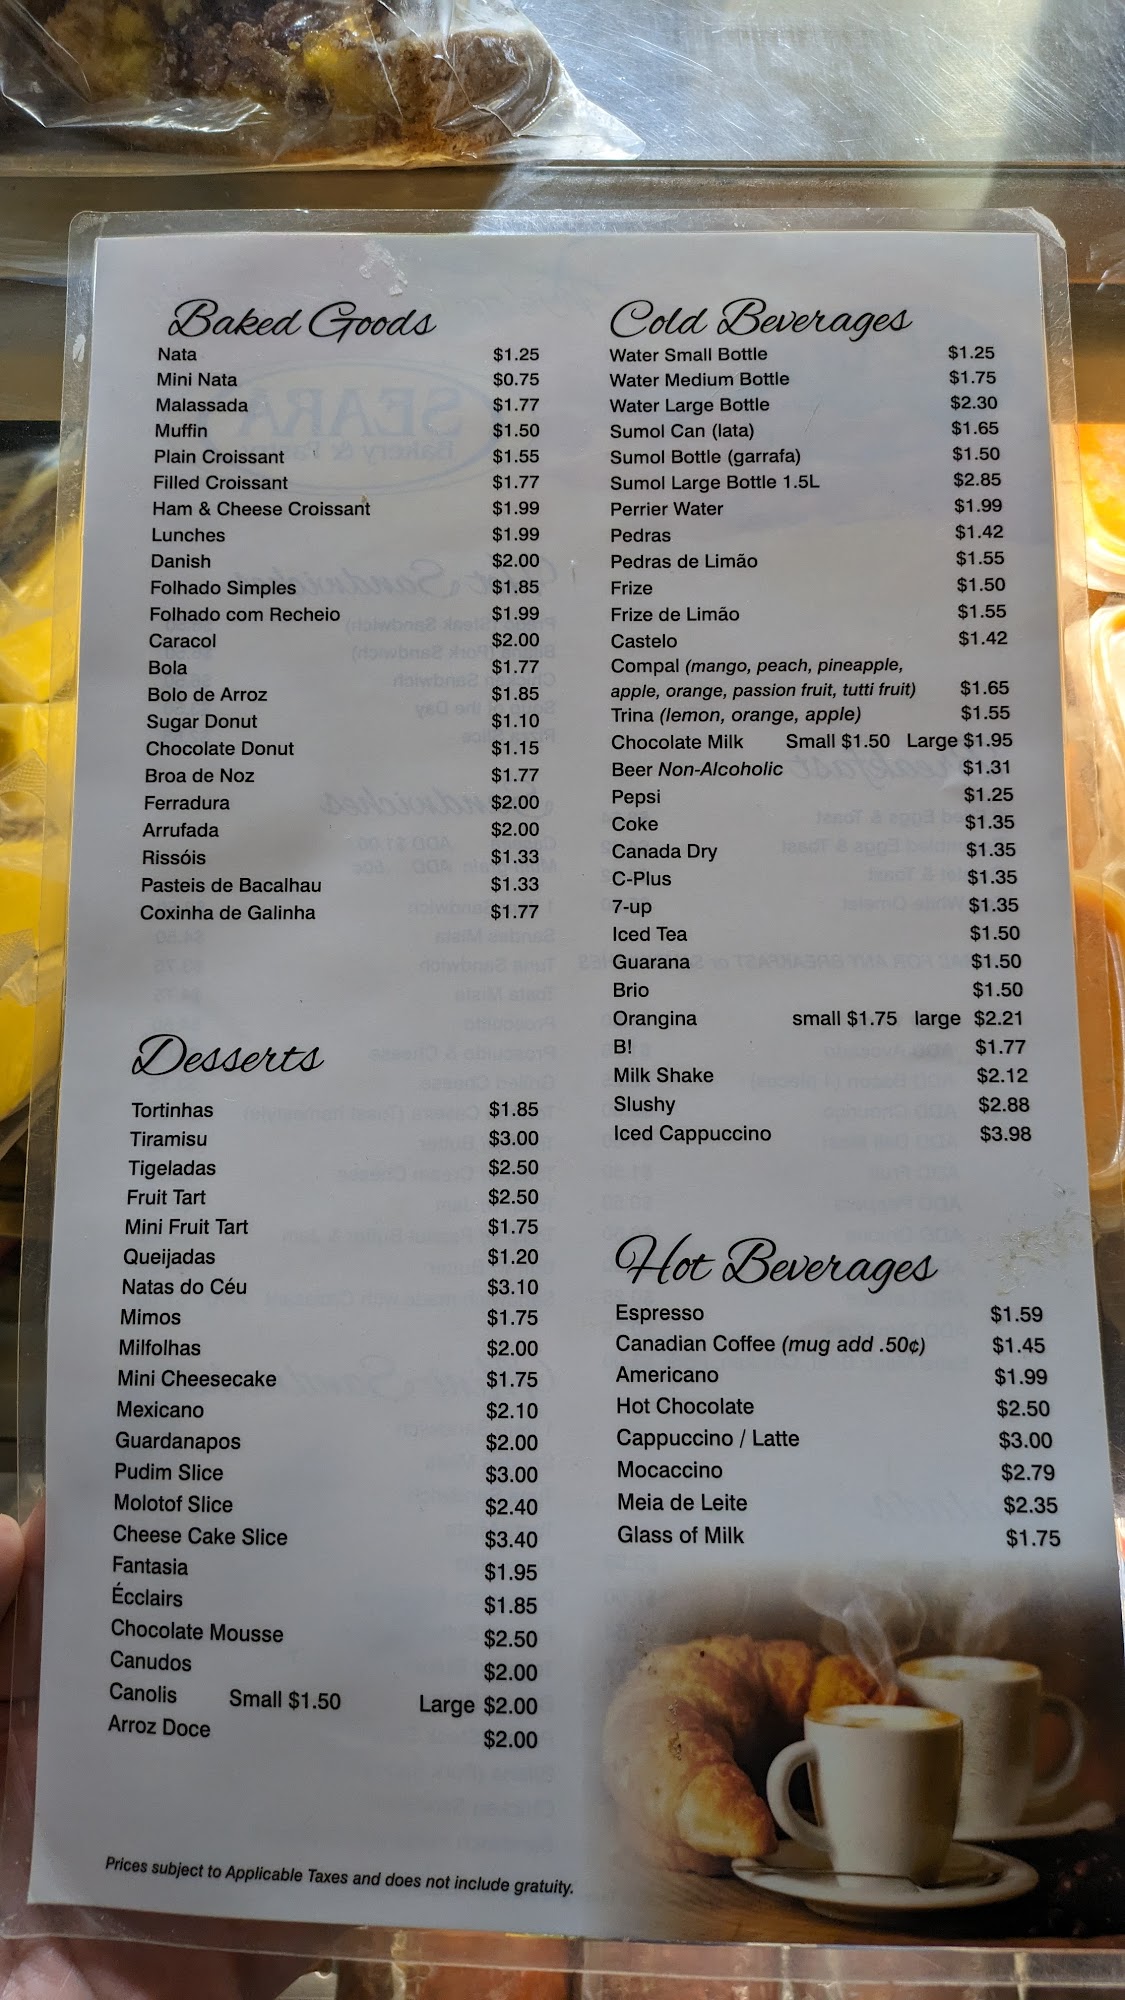 Baked Goods
Nata $1.25
Mini Nata $0.75
Malassada $1.77
Muffin $1.50
Plain Croissant $1.55
Filled Croissant $1.77
Ham & Cheese Croissant $1.99
Lunches $1.99
Danish $2.00
Folhado Simples $1.85
Folhado com Recheio $1.99
Caracol $2.00
Bola $1.77
Bolo de Arroz $1.85
Sugar Donut $1.10
Chocolate Donut $1.15
Broa de Noz $1.77
Ferradura $2.00
Arrufada $2.00
Rissóis $1.33
Pasteis de Bacalhau $1.33
Coxinha de Galinha $1.77
Desserts
Tortinhas $1.85
Tiramisu $3.00
Tigeladas $2.50
Fruit Tart $2.50
Mini Fruit Tart $1.75
Queijadas $1.20
Natas do Céu $3.10
Mimos $1.75
Milfolhas $2.00
Mini Cheesecake $1.75
Mexicano $2.10
Guardanapos $2.00
Pudim Slice $3.00
Molotof Slice $2.40
Cheese Cake Slice $3.40
Fantasia $1.95
Écclairs $1.85
Chocolate Mousse $2.50
Canudos $2.00
Canolis Small $1.50 Large $2.00
Arroz Doce $2.00
Prices subject to Applicable Taxes and does not include gratuity.
Cold Beverages
Water Small Bottle $1.25
Water Medium Bottle $1.75
Water Large Bottle $2.30
Sumol Can (lata) $1.65
Sumol Bottle (garrafa) $1.50
Sumol Large Bottle 1.5L $2.85
Perrier Water $1.99
Pedras $1.42
Pedras de Limão $1.55
Frize $1.50
Frize de Limão $1.55
Castelo $1.42
Compal (mango, peach, pineapple,
apple, orange, passion fruit, tutti fruit) $1.65
Trina (lemon, orange, apple) $1.55
Chocolate Milk Small $1.50 Large $1.95
Beer Non-Alcoholic $1.31
Pepsi $1.25
Coke $1.35
Canada Dry $1.35
C-Plus $1.35
7-up $1.35
Iced Tea $1.50
Guarana $1.50
Brio $1.50
Orangina small $1.75 large $2.21
B! $1.77
Milk Shake $2.12
Slushy $2.88
Iced Cappuccino $3.98
Hot Beverages
Espresso $1.59
Canadian Coffee (mug add .50¢) $1.45
Americano $1.99
Hot Chocolate $2.50
Cappuccino / Latte $3.00
Mocaccino $2.79
Meia de Leite $2.35
Glass of Milk $1.75